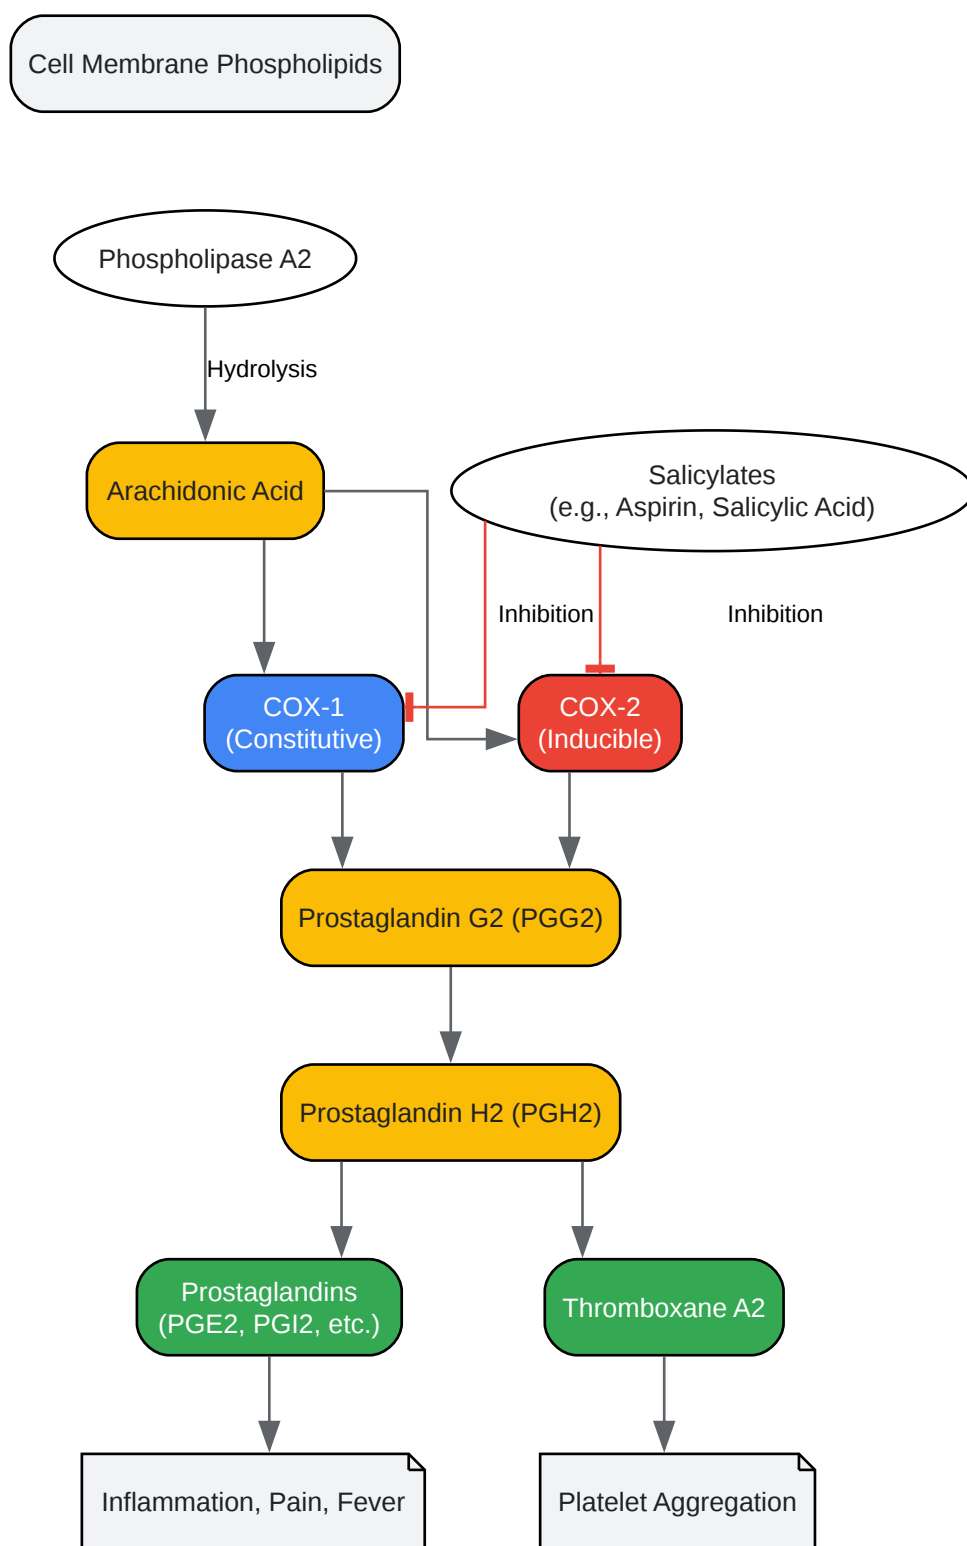 Cell Membrane Phospholipids
Phospholipase A2
Hydrolysis
Arachidonic Acid
Salicylates
(e.g., Aspirin, Salicylic Acid)
Inhibition
Inhibition
COX-1
(Constitutive)
COX-2
(Inducible)
Prostaglandin G2 (PGG2)
Prostaglandin H2 (PGH2)
Prostaglandins
(PGE2, PGI2, etc.)
Thromboxane A2
Inflammation, Pain, Fever
Platelet Aggregation